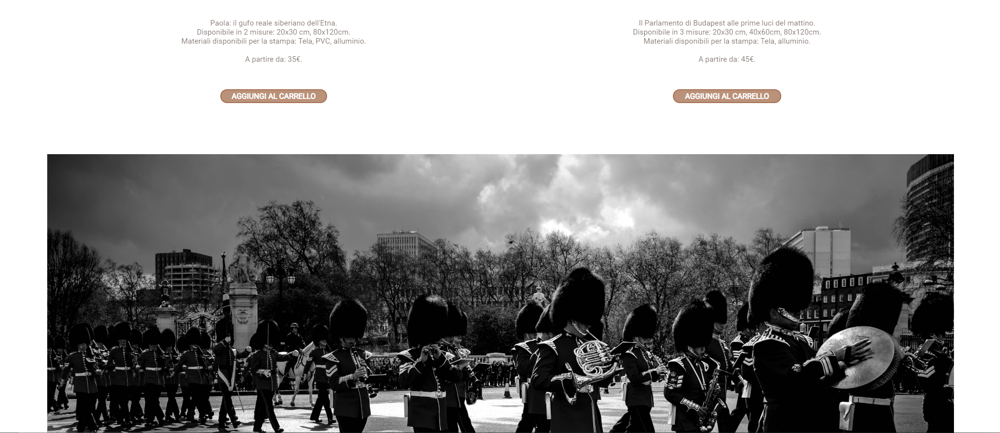 Paola: il gufo reale siberiano dell'Etna.
Disponibile in 2 misure: 20x30 cm, 80x120cm.
Materiali disponibili per la stampa: Tela, PVC, alluminio.
A partire da: 35€.
AGGIUNGI AL CARRELLO
Il Parlamento di Budapest alle prime luci del mattino.
Disponibile in 3 misure: 20x30 cm, 40x60cm, 80x120cm.
Materiali disponibili per la stampa: Tela, alluminio.
A partire da: 45€.
AGGIUNGI AL CARRELLO